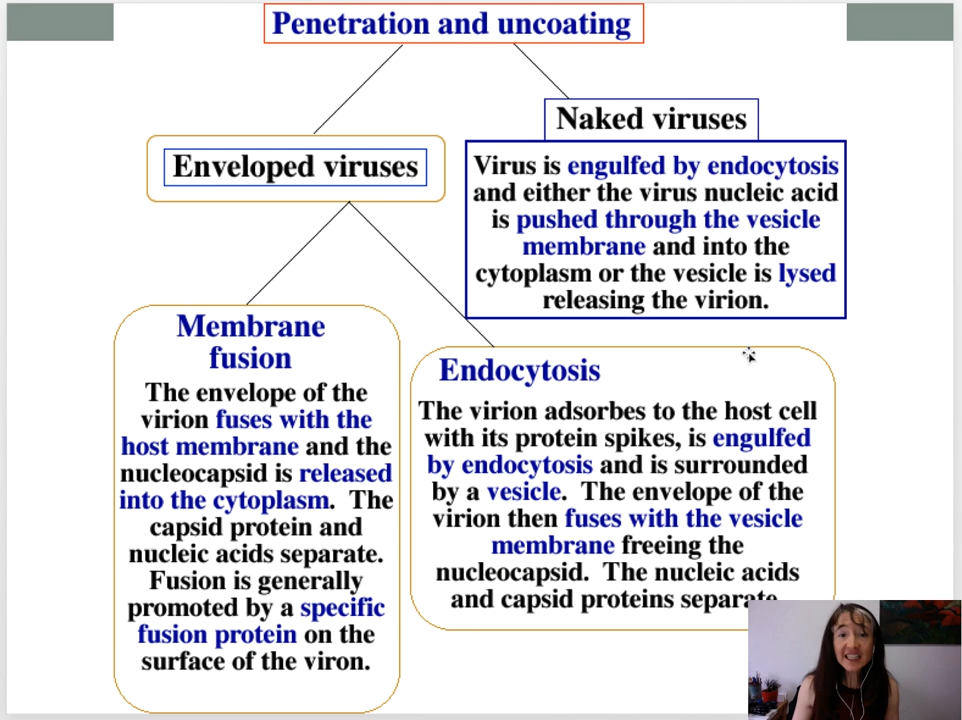 Penetration and uncoating
Naked viruses
Virus is engulfed by endocytosis
and either the virus nucleic acid
is pushed through the vesicle
membrane and into the
cytoplasm or the vesicle is lysed
releasing the virion.
Enveloped viruses
Membrane
fusion
The envelope of the
virion fuses with the
host membrane and the
nucleocapsid is released
into the cytoplasm.  The
capsid protein and
nucleic acids separate.
Fusion is generally
promoted by a specific
fusion protein on the
surface of the viron.
Endocytosis
The virion adsorbes to the host cell
with its protein spikes, is engulfed
by endocytosis and is surrounded
by a vesicle.  The envelope of the
virion then fuses with the vesicle
membrane freeing the
nucleocapsid.  The nucleic acids
and capsid proteins separate